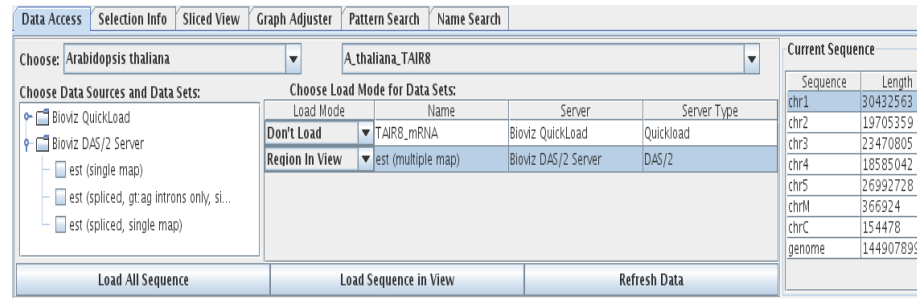 Data Access Selection Info Sliced View Graph Adjuster Pattern Search Name Search
Choose: Arabidopsis thaliana A_thaliana_TAIR8
Choose Data Sources and Data Sets:
Bioviz QuickLoad
Bioviz DAS/2 Server
est (single map)
est (spliced, gt:ag introns only, si...
est (spliced, single map)
Choose Load Mode for Data Sets:
Load Mode Name Server Server Type
Don't Load TAIR8_mRNA Bioviz QuickLoad Quickload
Region In View est (multiple map) Bioviz DAS/2 Server DAS/2
Load All Sequence Load Sequence in View Refresh Data
Current Sequence
Sequence Length
chr1 30432563
chr2 19705359
chr3 23470805
chr4 18585042
chr5 26992728
chrM 366924
chrC 154478
genome 144907899